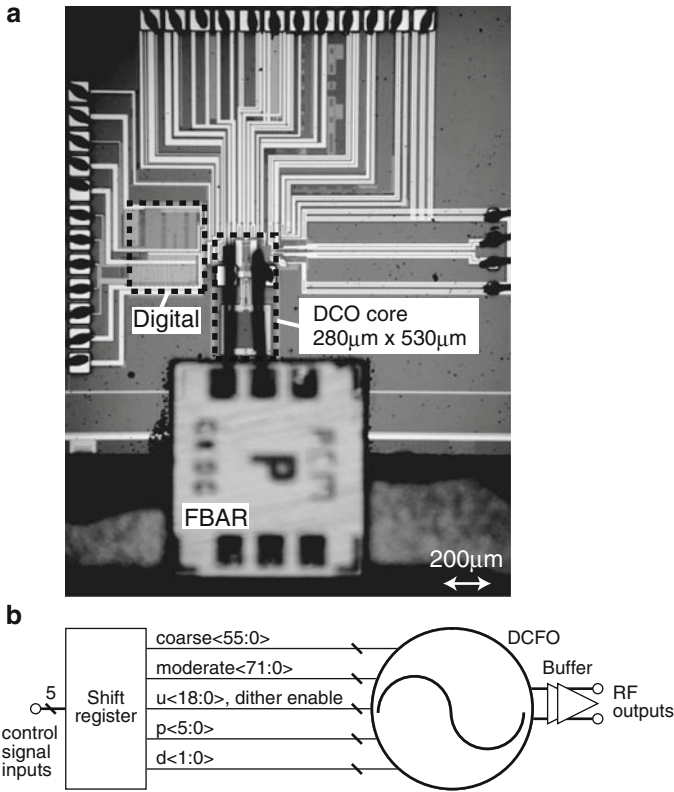 a
Digital
DCO core
280μm x 530μm
P
FBAR
200μm
b
coarse<55:0>
DCFO
moderate<71:0>
Buffer
5
Shift
register
u<18:0>, dither enable
RF
outputs
control
signal
inputs
p<5:0>
d<1:0>